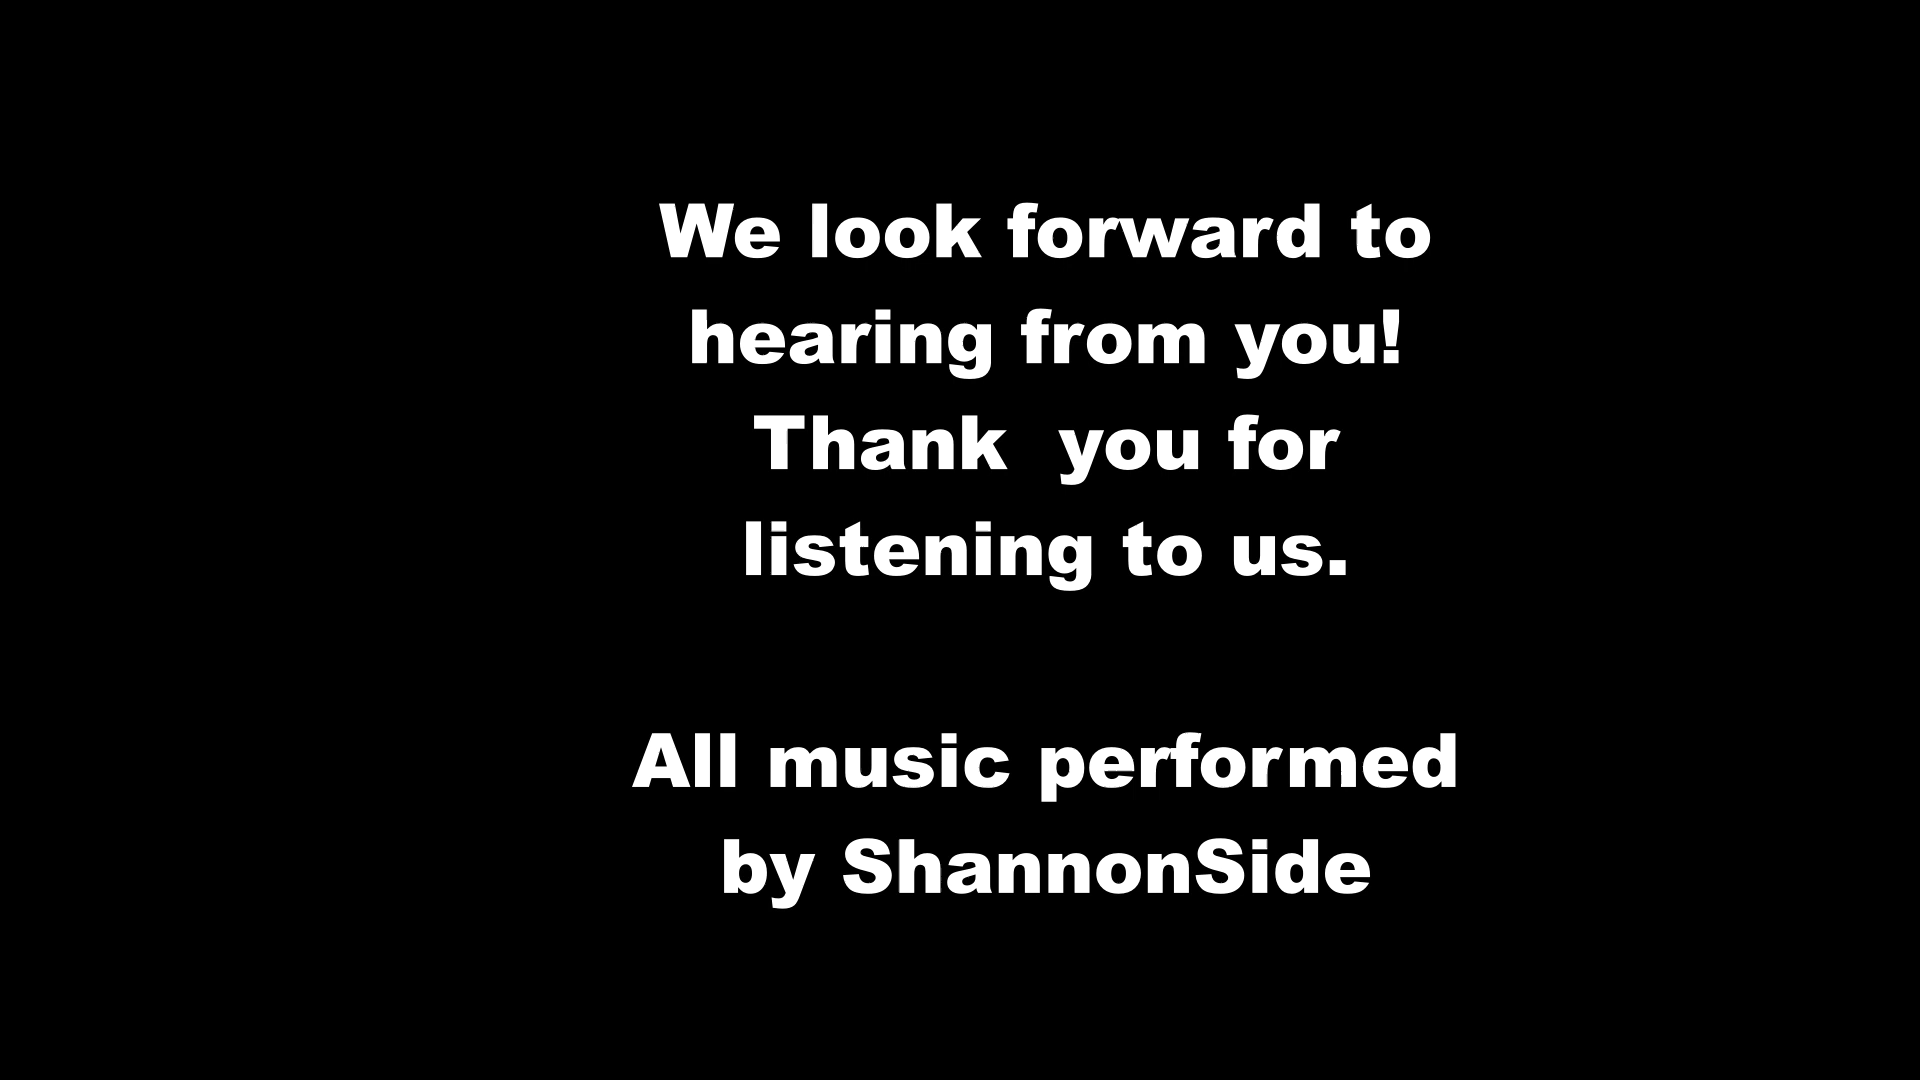 We look forward to
hearing from you!
Thank  you for
listening to us.
All music performed
by ShannonSide